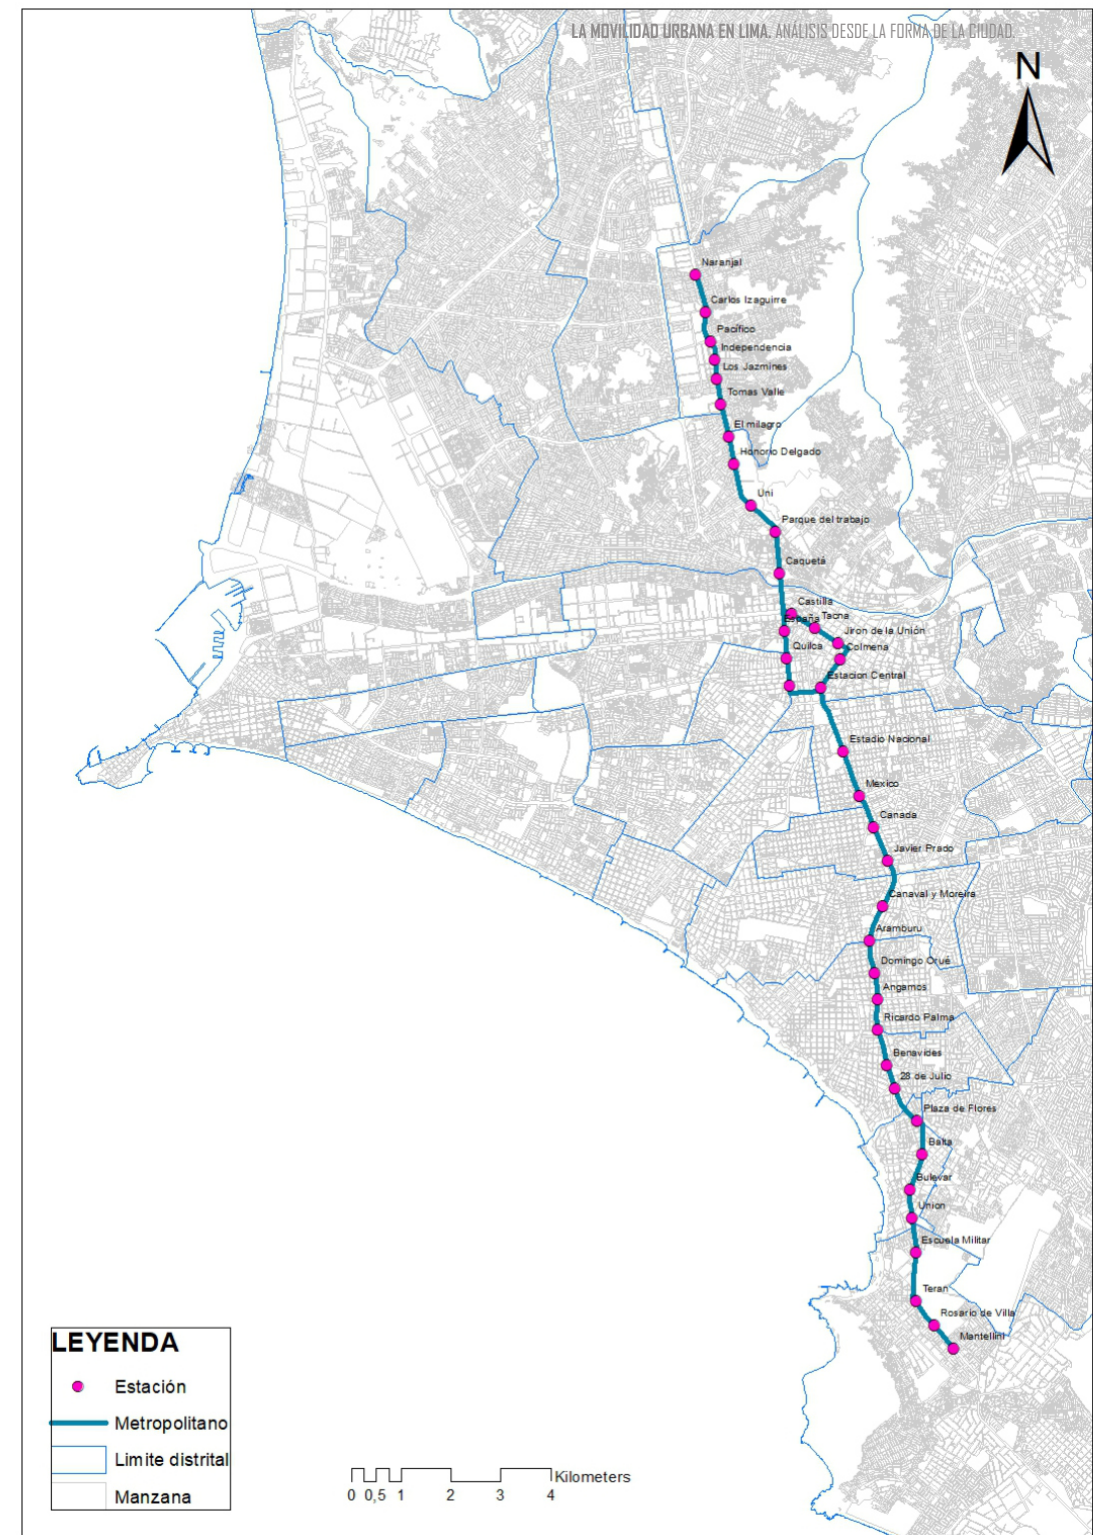 LA MOVILIDAD URBANA EN LIMA. ANÁLISIS DESDE LA FORMA DE LA CIUDAD.
N
Naranjal
Carlos Izaguirre
Pacífico
Independencia
Los Jazmines
Tomas Valle
El milagro
Honorio Delgado
Uni
Parque del trabajo
Caquetá
Castilla
Tacna
España
Jiron de la Unión
Quilca
Colmena
Estacion Central
Estadio Nacional
Mexico
Canada
Javier Prado
Canaval y Moreira
Aramburu
Domingo Orué
Angamos
Ricardo Palma
Benavides
28 de Julio
Plaza de Flores
Balta
Bulevar
Union
Escuela Militar
Teran
Rosario de Villa
Mantellini
LEYENDA
Estación
Metropolitano
Limite distrital
Manzana
Kilometers
0 0,5 1 2 3 4